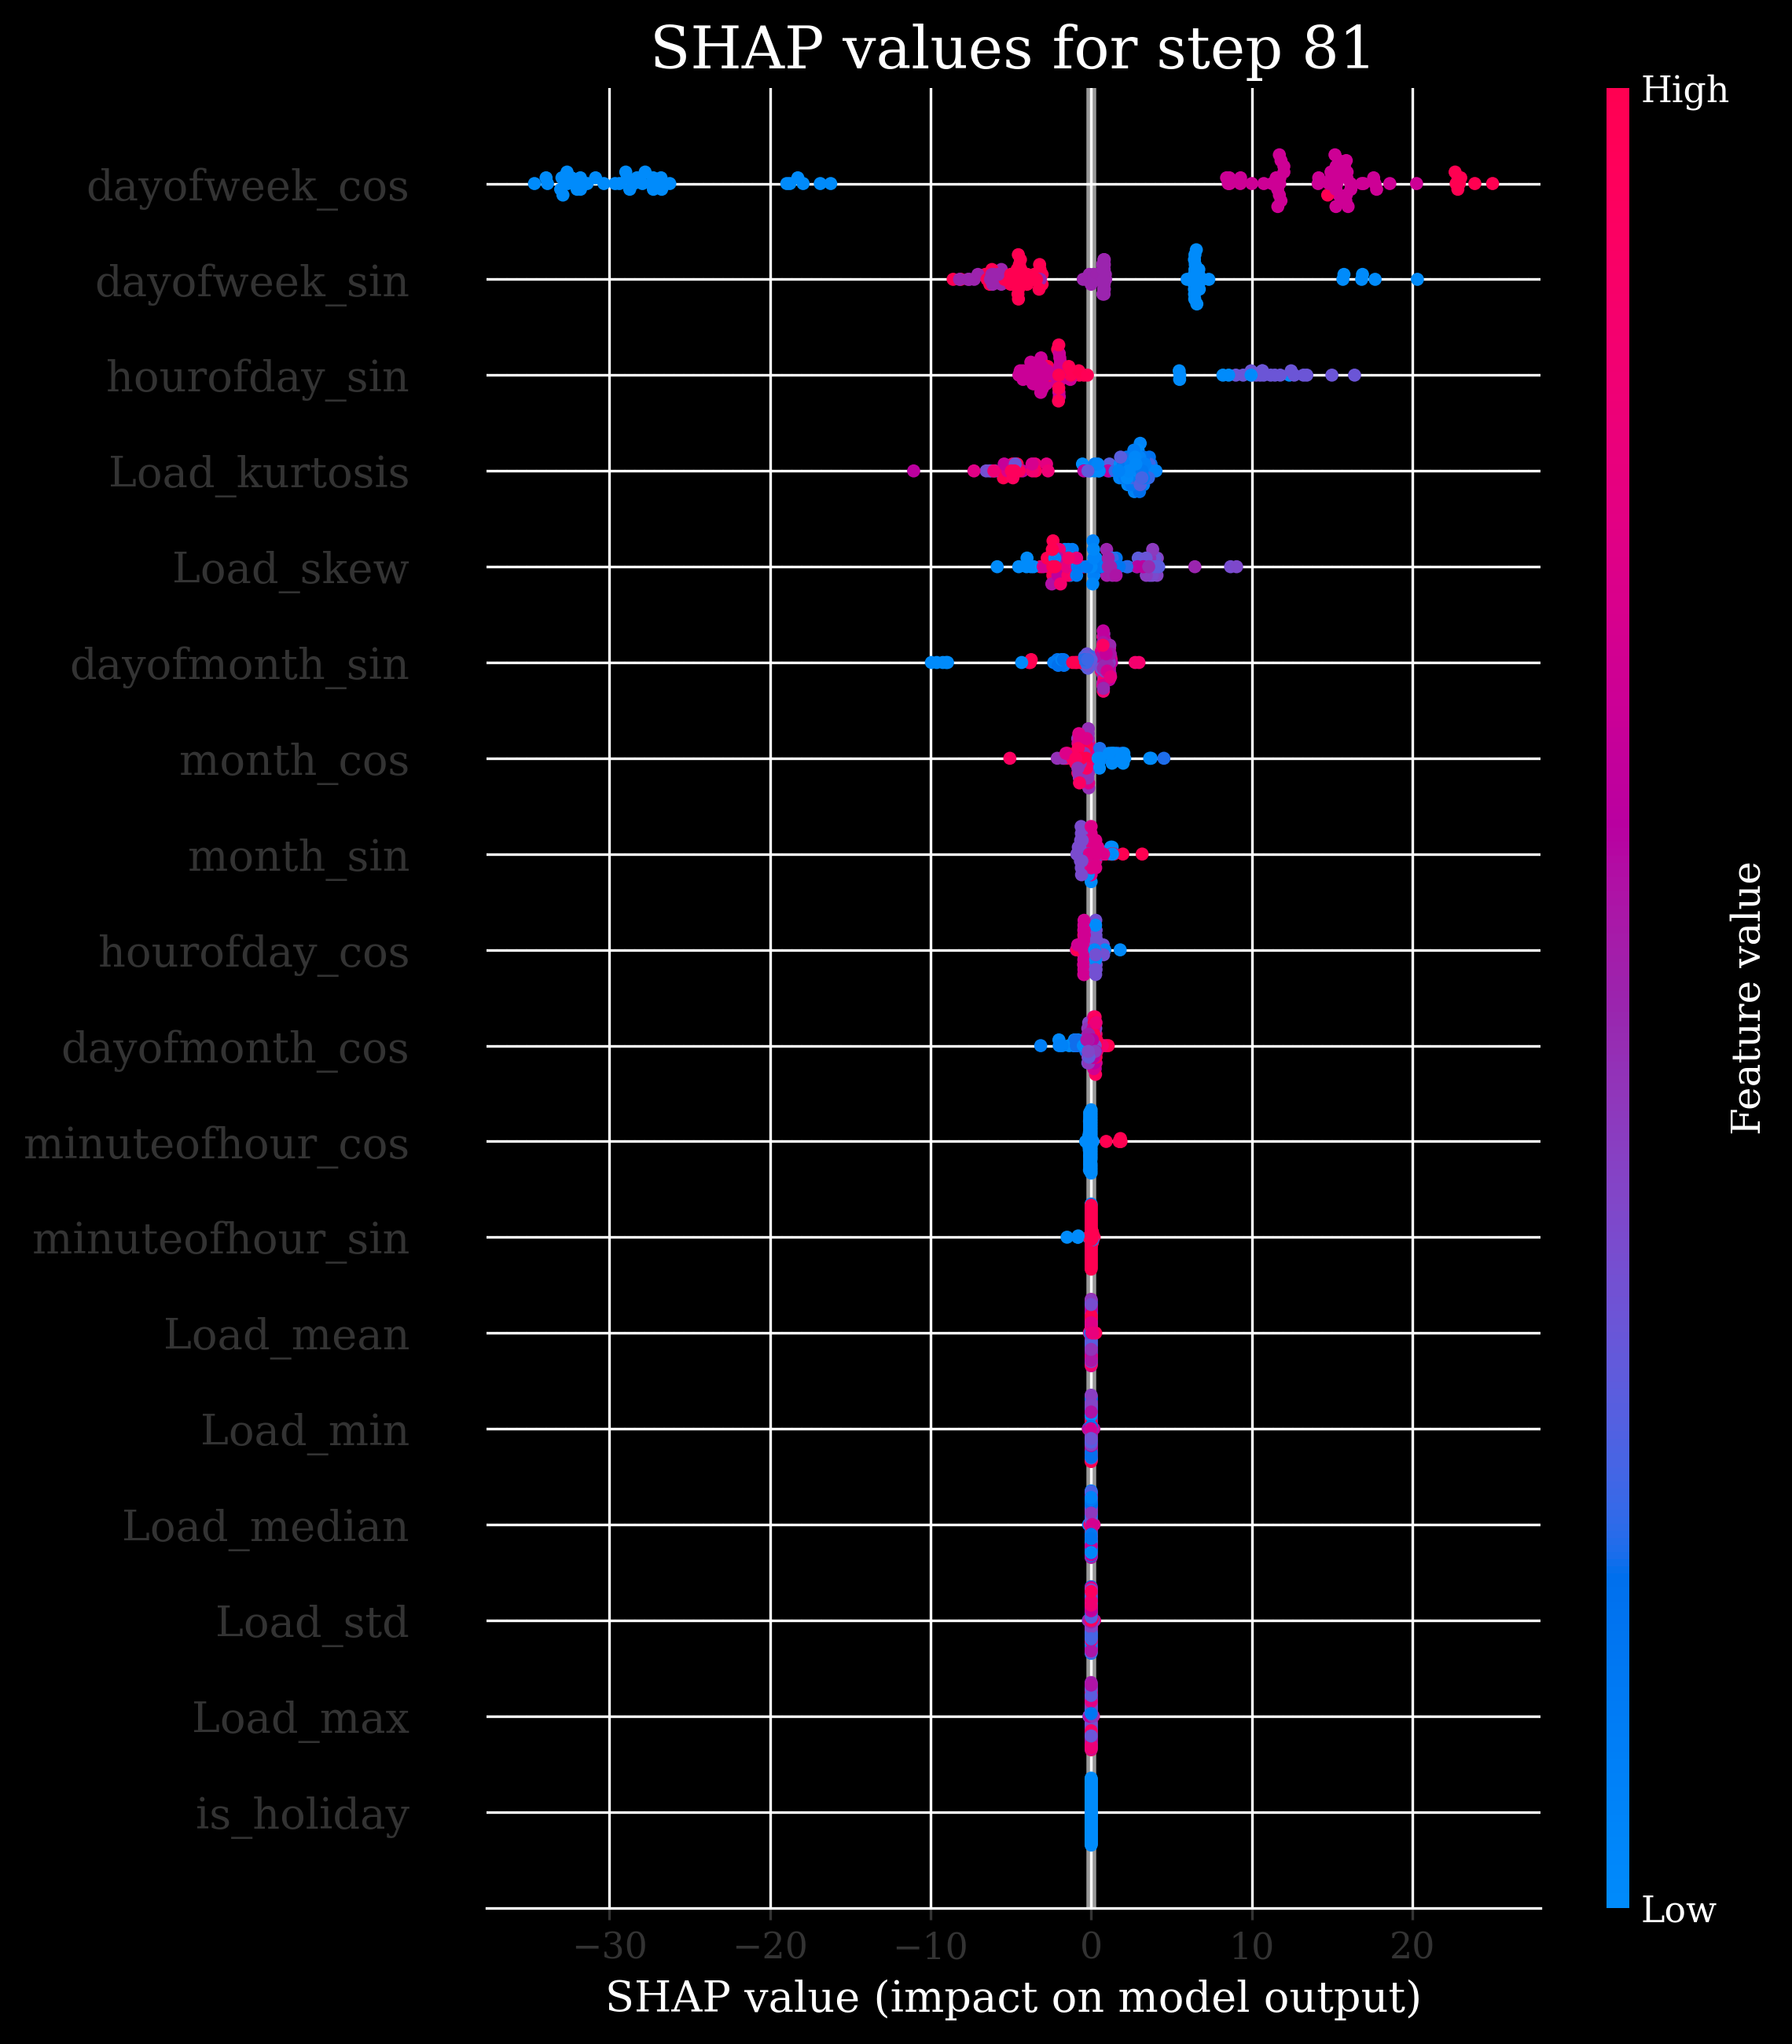 SHAP values for step 81
High
dayofweek_cos
dayofweek_sin
hourofday_sin
Load_kurtosis
Load_skew
dayofmonth_sin
month_cos
month_sin
hourofday_cos
dayofmonth_cos
minuteofhour_cos
minuteofhour_sin
Load_mean
Load_min
Load_median
Load_std
Load_max
is_holiday
Feature value
Low
−30 −20 −10 0 10 20
SHAP value (impact on model output)